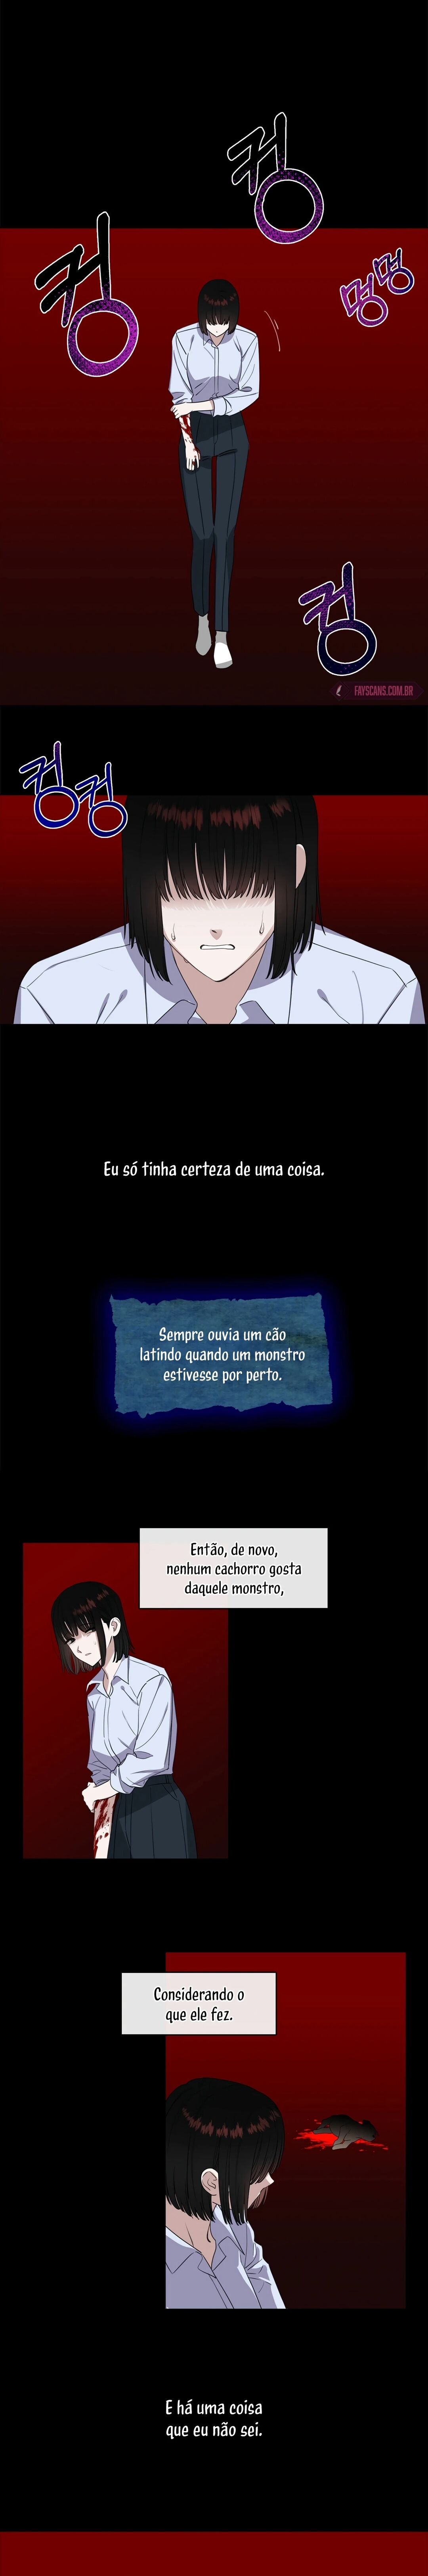 컹
컹
멍멍
컹
FAYSCANS.COM.BR
컹컹
Eu só tinha certeza de uma coisa.
Sempre ouvia um cão
latindo quando um monstro
estivesse por perto.
Então, de novo,
nenhum cachorro gosta
daquele monstro,
Considerando o
que ele fez.
E há uma coisa
que eu não sei.